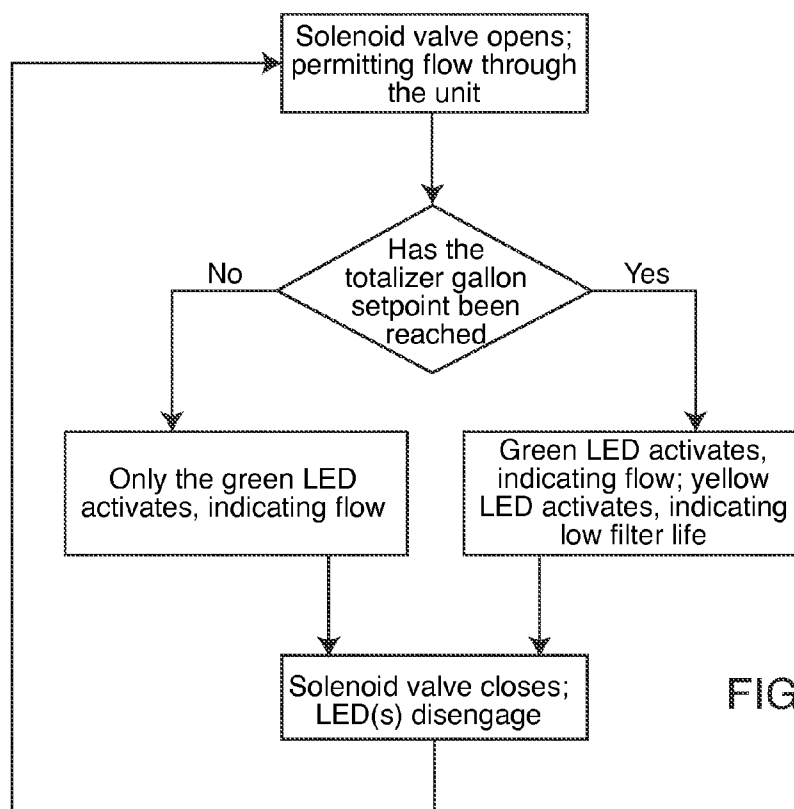 Solenoid valve opens;
permitting flow through
the unit
Has the
totalizer gallon
setpoint been
reached
No
Yes
Only the green LED
activates, indicating flow
Green LED activates,
indicating flow; yellow
LED activates, indicating
low filter life
Solenoid valve closes;
LED(s) disengage
FIG